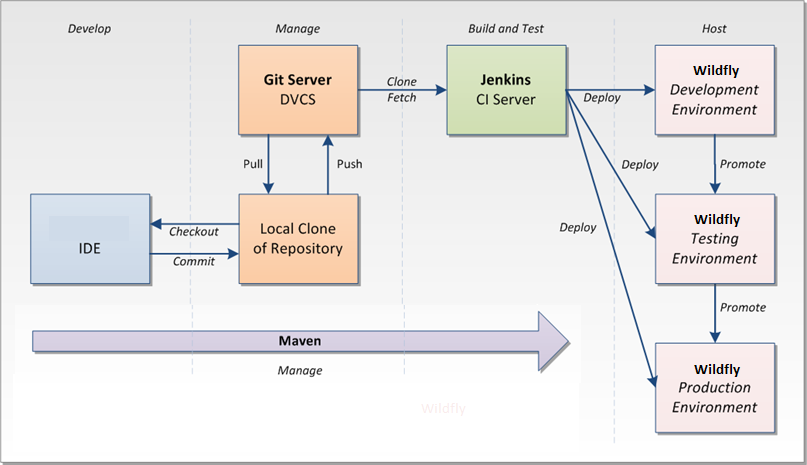 Develop
Manage
Build and Test
Host
Git Server
DVCS
Clone
Fetch
Jenkins
CI Server
Deploy
Wildfly
Development
Environment
Pull
Push
Deploy
Promote
IDE
Checkout
Commit
Local Clone
of Repository
Deploy
Wildfly
Testing
Environment
Promote
Maven
Manage
Wildfly
Production
Environment
Wildfly